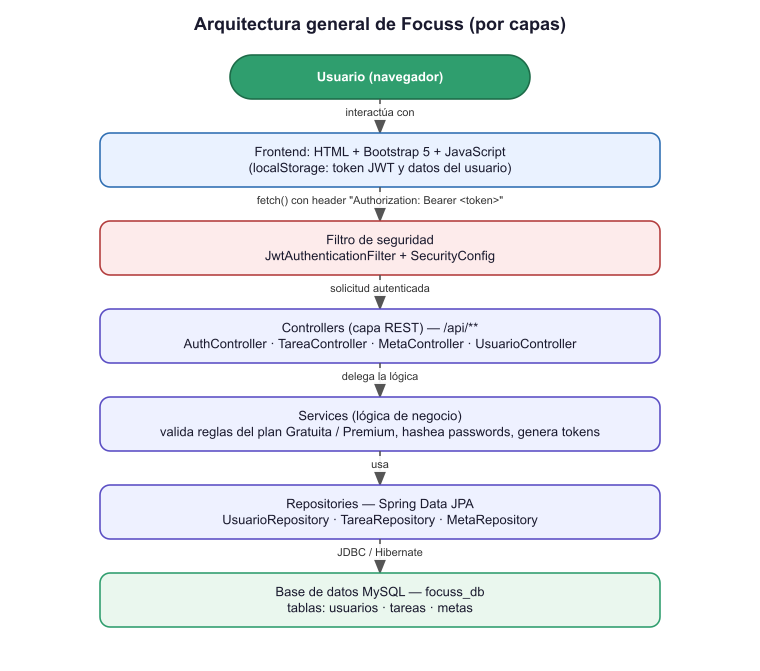 Arquitectura general de Focuss (por capas)
Usuario (navegador)
interactúa con
Frontend: HTML + Bootstrap 5 + JavaScript
(localStorage: token JWT y datos del usuario)
fetch() con header "Authorization: Bearer <token>"
Filtro de seguridad
JwtAuthenticationFilter + SecurityConfig
solicitud autenticada
Controllers (capa REST) — /api/**
AuthController · TareaController · MetaController · UsuarioController
delega la lógica
Services (lógica de negocio)
valida reglas del plan Gratuita / Premium, hashea passwords, genera tokens
usa
Repositories — Spring Data JPA
UsuarioRepository · TareaRepository · MetaRepository
JDBC / Hibernate
Base de datos MySQL — focuss_db
tablas: usuarios · tareas · metas